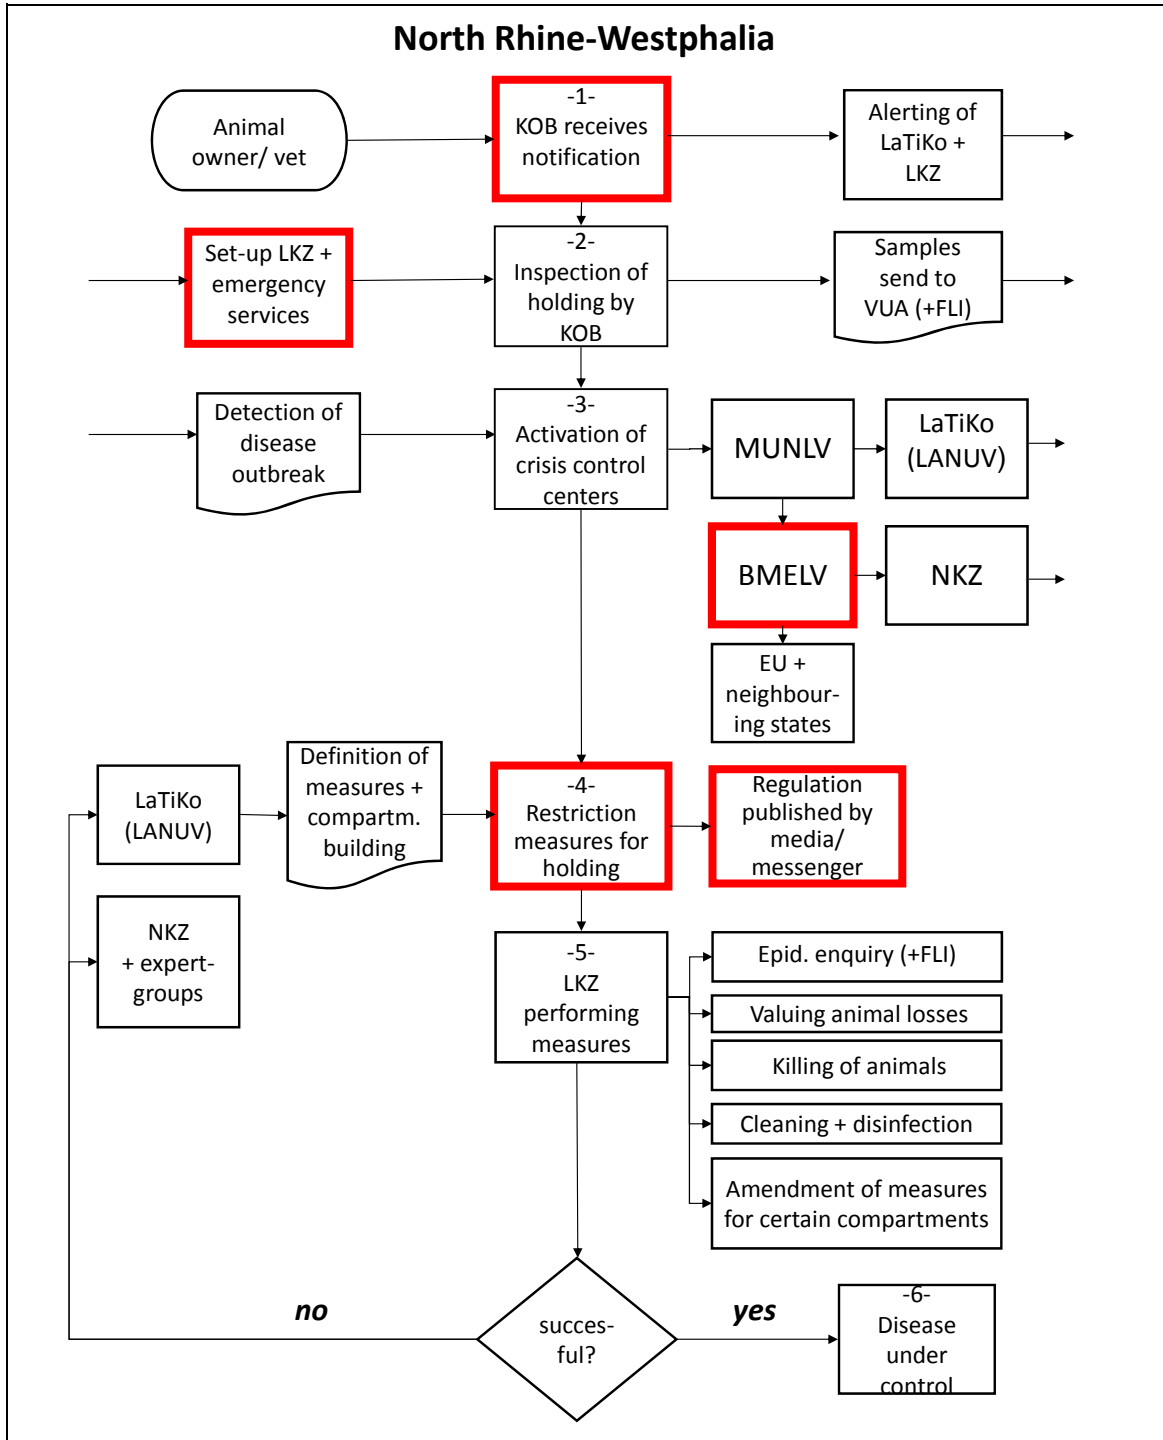 North Rhine-Westphalia
Animal
owner/ vet
-1-
KOB receives
notification
Alerting of
LaTiKo +
LKZ
Set-up LKZ +
emergency
services
-2-
Inspection of
holding by
KOB
Samples
send to
VUA (+FLI)
Detection of
disease
outbreak
-3-
Activation of
crisis control
centers
MUNLV
LaTiKo
(LANUV)
BMELV
NKZ
EU +
neighbour-
ing states
LaTiKo
(LANUV)
Definition of
measures +
compartm.
building
-4-
Restriction
measures for
holding
Regulation
published by
media/
messenger
NKZ
+ expert-
groups
-5-
LKZ
performing
measures
Epid. enquiry (+FLI)
Valuing animal losses
Killing of animals
Cleaning + disinfection
Amendment of measures
for certain compartments
no
succes-
ful?
yes
-6-
Disease
under
control